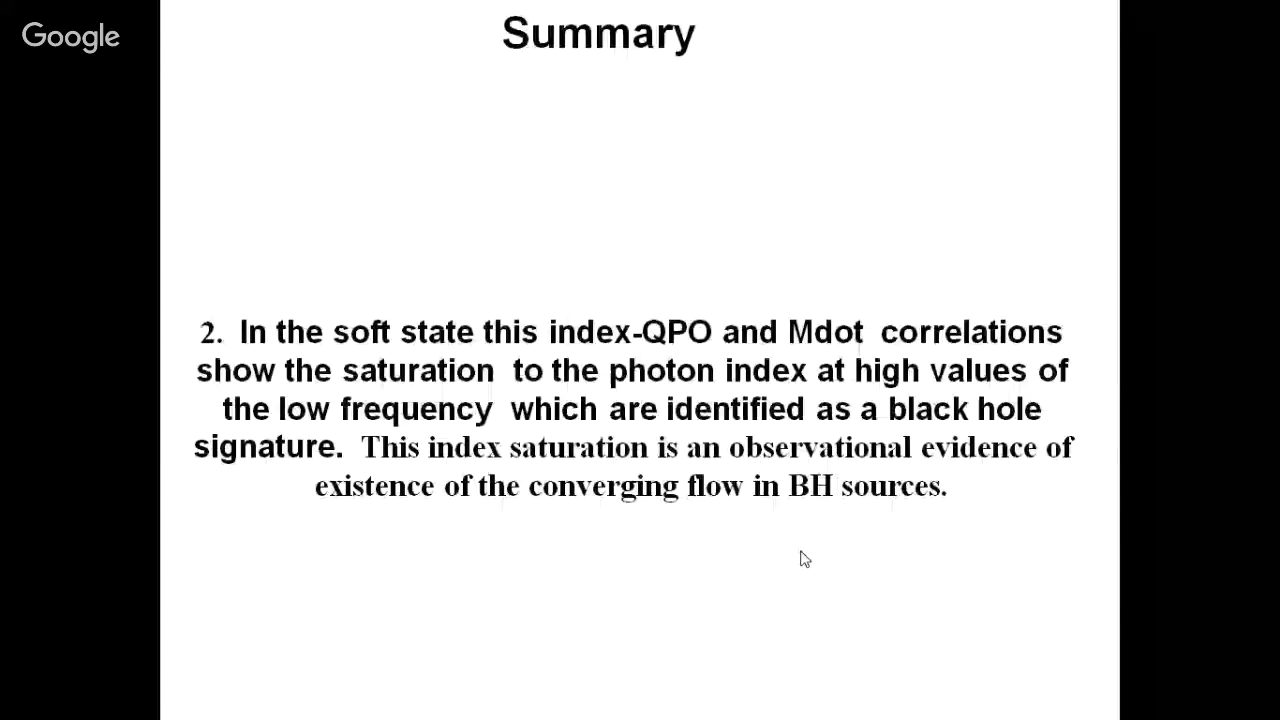 Google
Summary
2. In the soft state this index-QPO and Mdot correlations
show the saturation to the photon index at high values of
the low frequency which are identified as a black hole
signature. This index saturation is an observational evidence of
existence of the converging flow in BH sources.